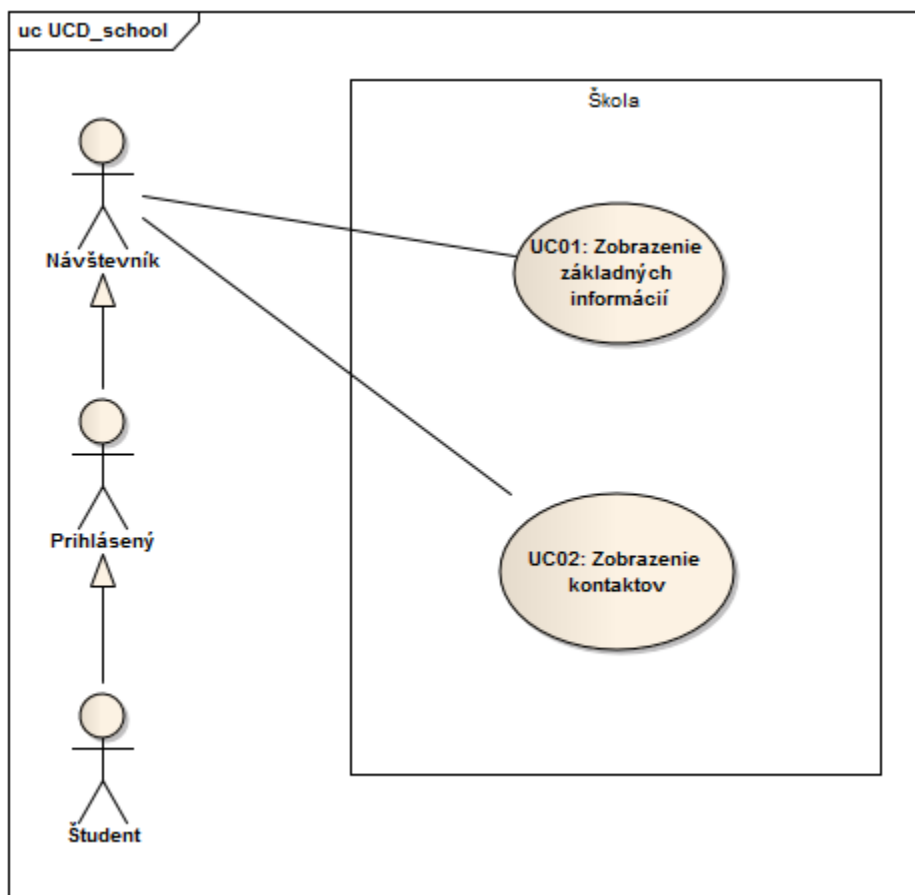 uc UCD_school
Škola
Návštevník
UC01: Zobrazenie
základných
informácií
Prihlásený
UC02: Zobrazenie
kontaktov
Študent